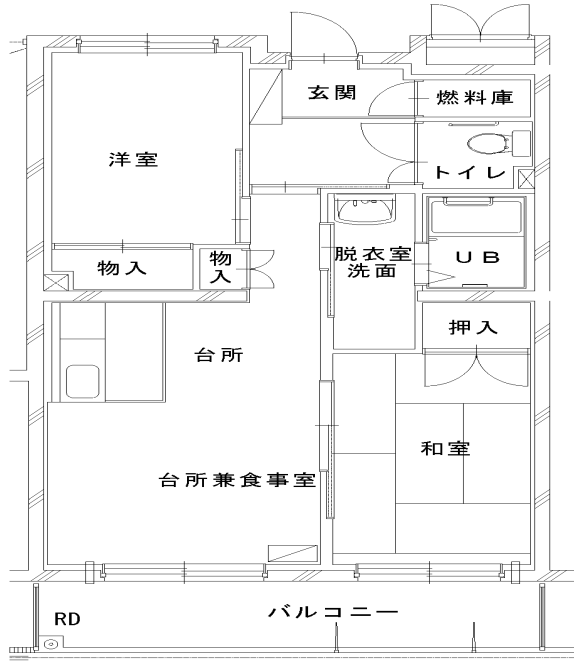 玄関
燃料庫
洋室
トイレ
物入
物
入
脱衣室
洗面
UB
押入
台所
和室
台所兼食事室
バルコニー
RD